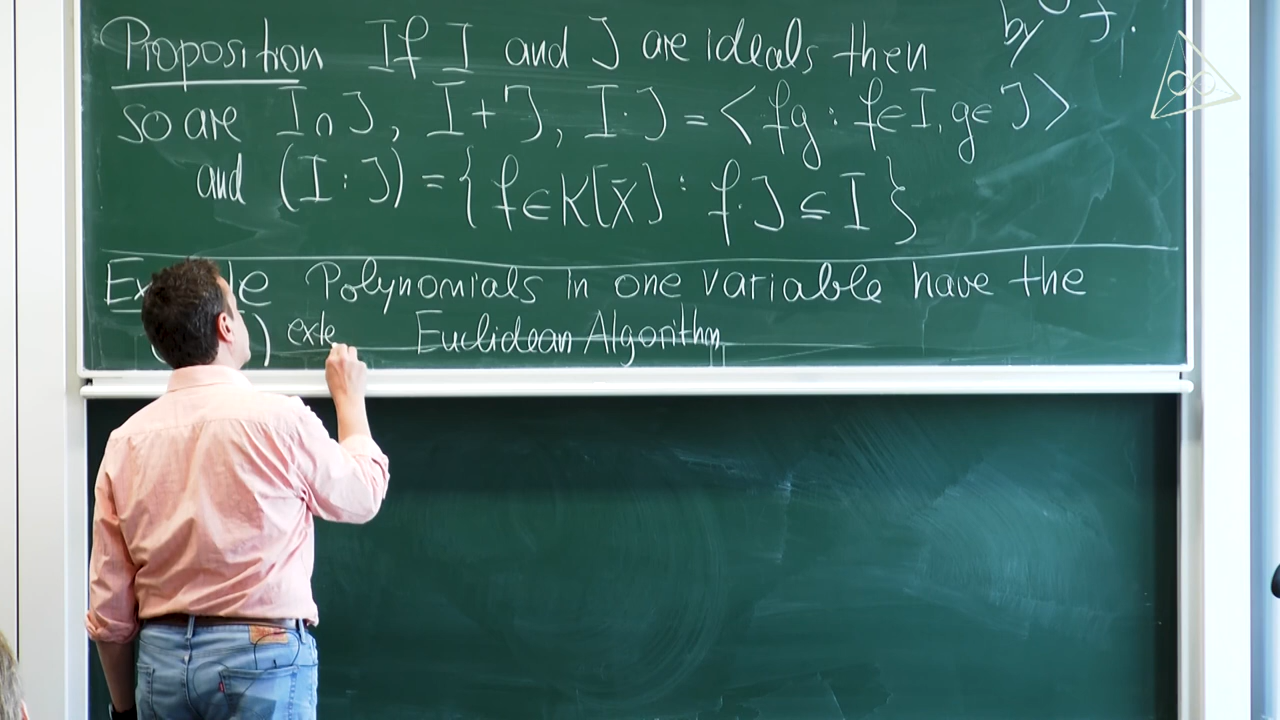 by J.
Proposition If I and J are ideals then
so are I∩J, I+J, I·J = <fg : f∈I, g∈J>
and (I:J) = {f∈K[x̄] : f·J ⊆ I}
Polynomials in one variable have the
exte Euclidean Algorithm